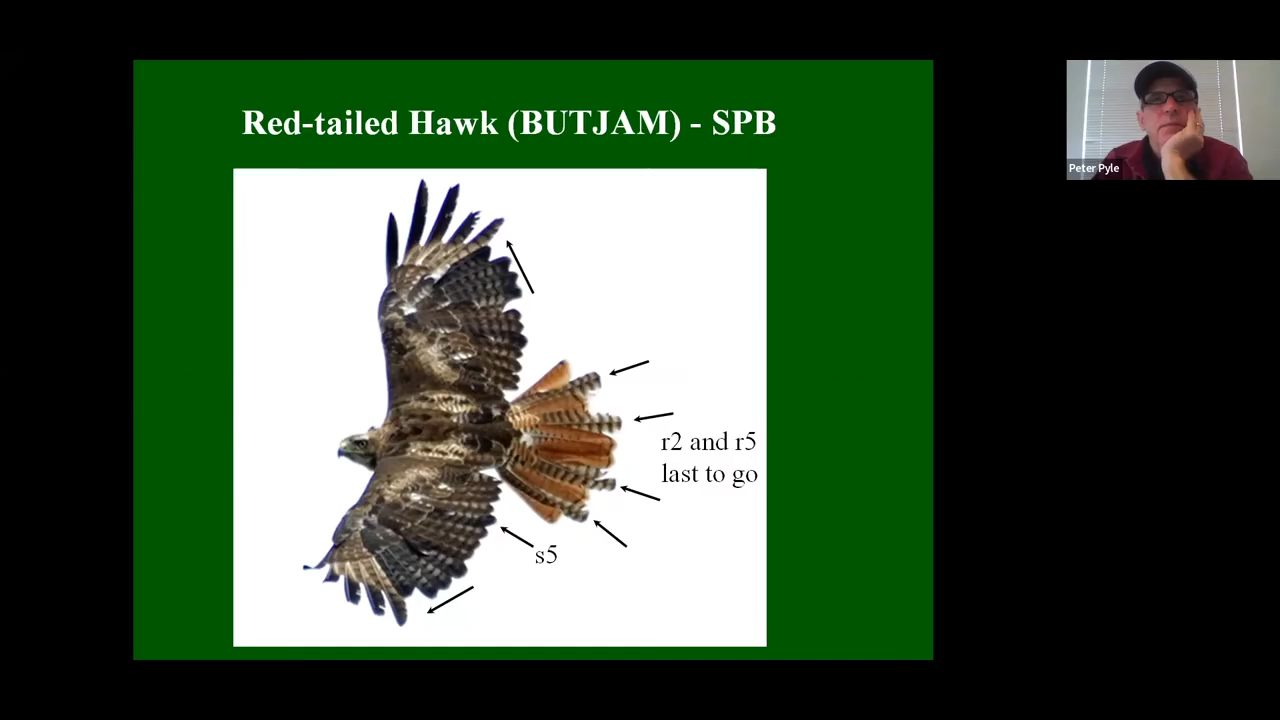 Red-tailed Hawk (BUTJAM) - SPB
Peter Pyle
r2 and r5
last to go
s5